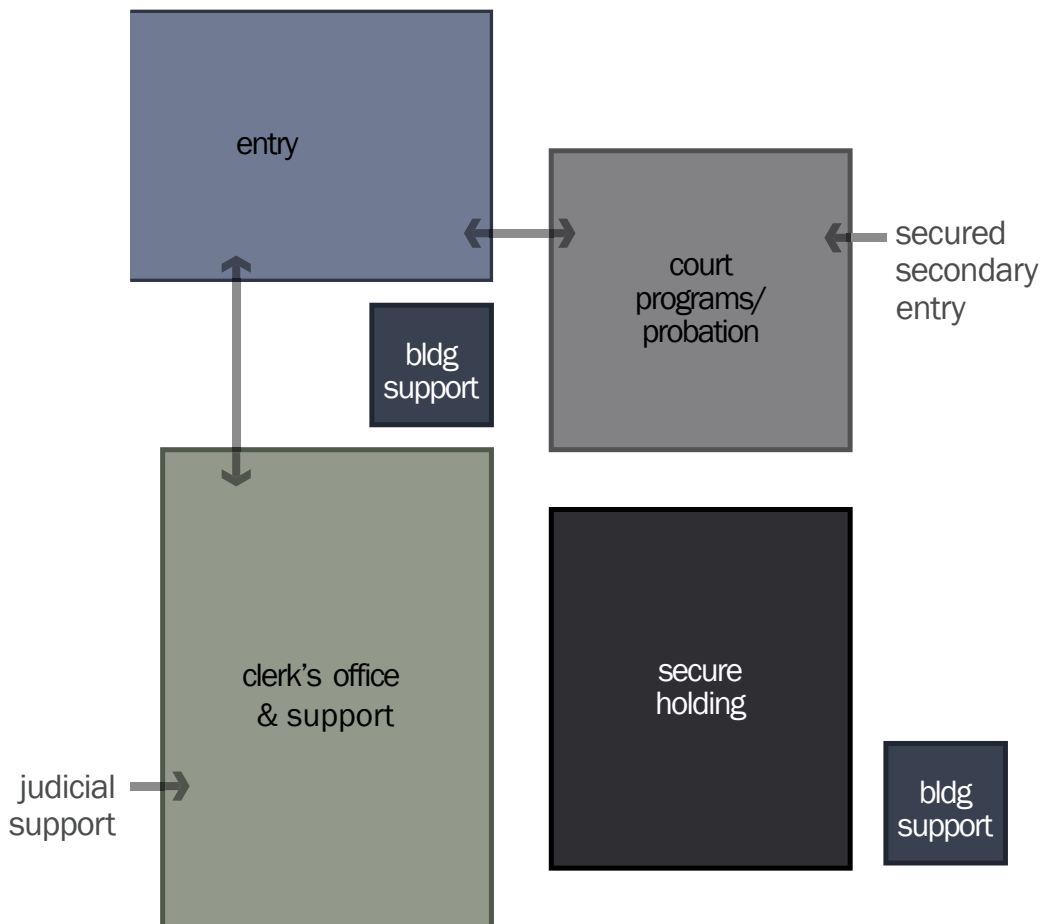 entry
court
programs/
probation
secured
secondary
entry
bldg
support
clerk’s office
& support
secure
holding
judicial
support
bldg
support